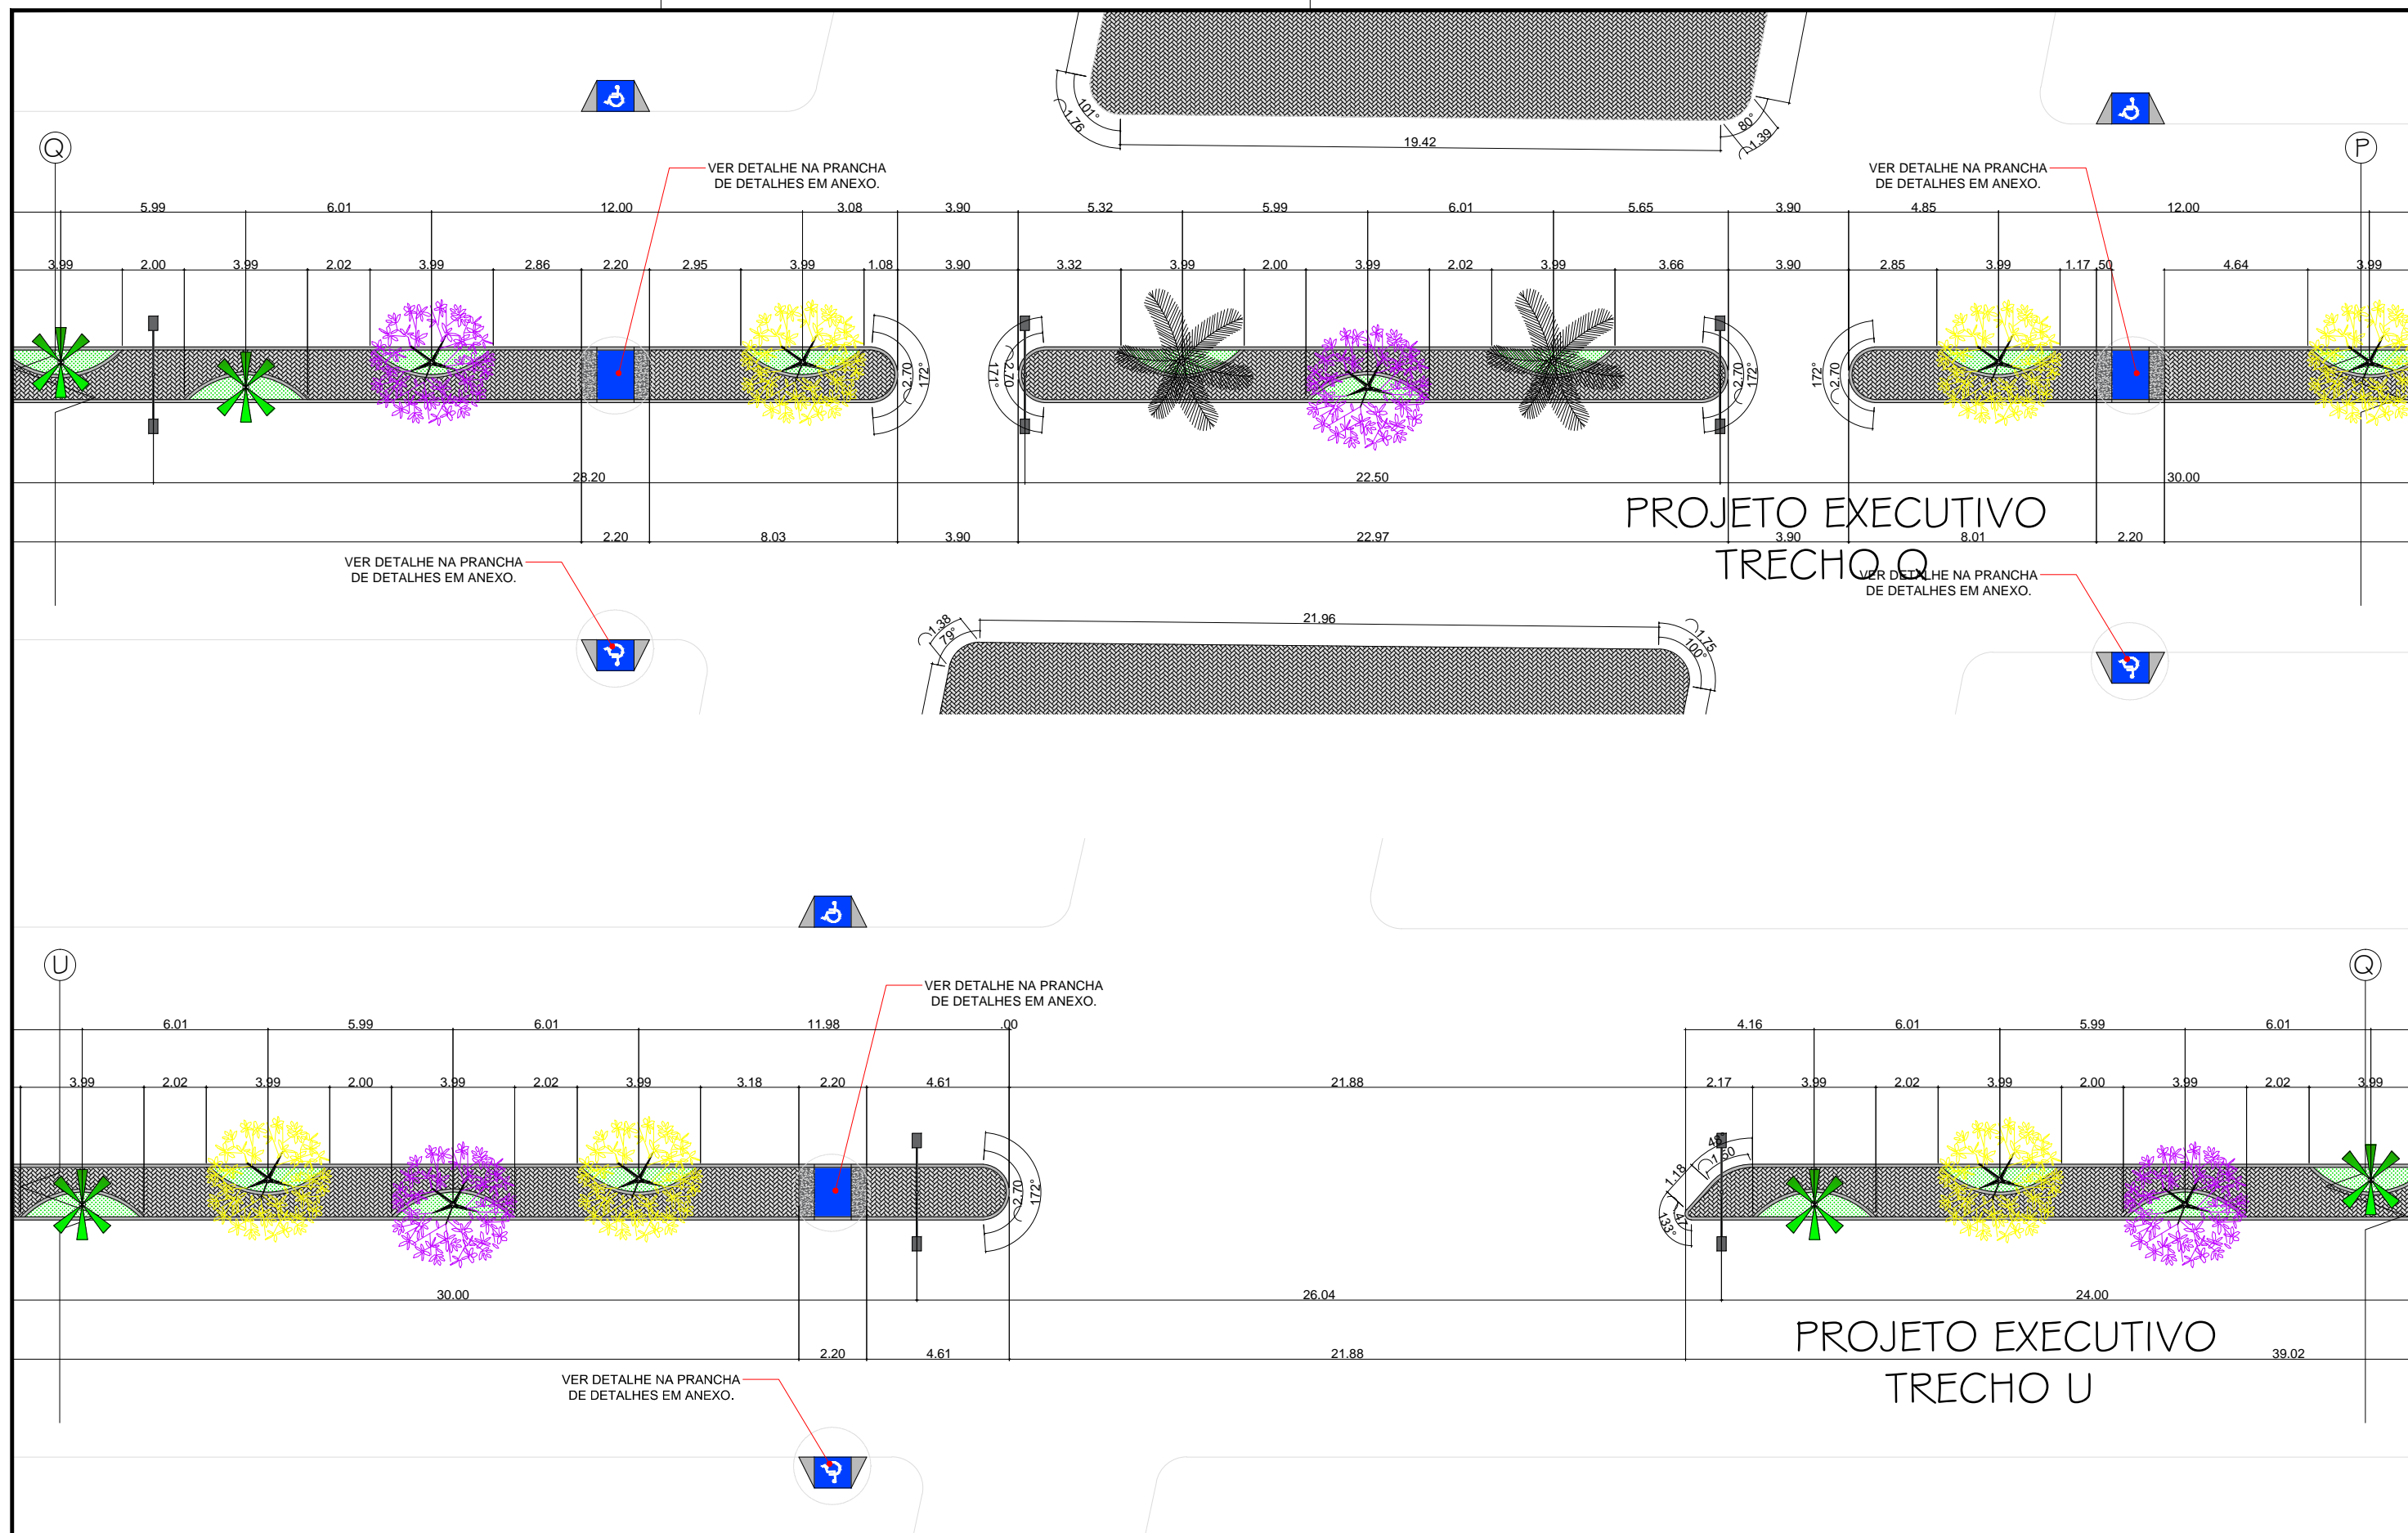 101°
1.76
19.42
80°
1.39
Q
P
VER DETALHE NA PRANCHA
DE DETALHES EM ANEXO.
VER DETALHE NA PRANCHA
DE DETALHES EM ANEXO.
5.99 6.01 12.00 3.08 3.90 5.32 5.99 6.01 5.65 3.90 4.85 12.00
3.99 2.00 3.99 2.02 3.99 2.86 2.20 2.95 3.99 1.08 3.90 3.32 3.99 2.00 3.99 2.02 3.99 3.66 3.90 2.85 3.99 1.17 .50 4.64 3.99
2.70
172°
171°
2.70
2.70
172°
172°
2.70
28.20 22.50 30.00
PROJETO EXECUTIVO
2.20 8.03 3.90 22.97 3.90 8.01 2.20
TRECHO Q
VER DETALHE NA PRANCHA
DE DETALHES EM ANEXO.
VER DETALHE NA PRANCHA
DE DETALHES EM ANEXO.
1.38
79°
21.96
1.75
100°
U
Q
VER DETALHE NA PRANCHA
DE DETALHES EM ANEXO.
6.01 5.99 6.01 11.98 .00 4.16 6.01 5.99 6.01
3.99 2.02 3.99 2.00 3.99 2.02 3.99 3.18 2.20 4.61 21.88 2.17 3.99 2.02 3.99 2.00 3.99 2.02 3.99
2.70
172°
1.50
1.18
133°
30.00 26.04 24.00
PROJETO EXECUTIVO
2.20 4.61 21.88 39.02
TRECHO U
VER DETALHE NA PRANCHA
DE DETALHES EM ANEXO.